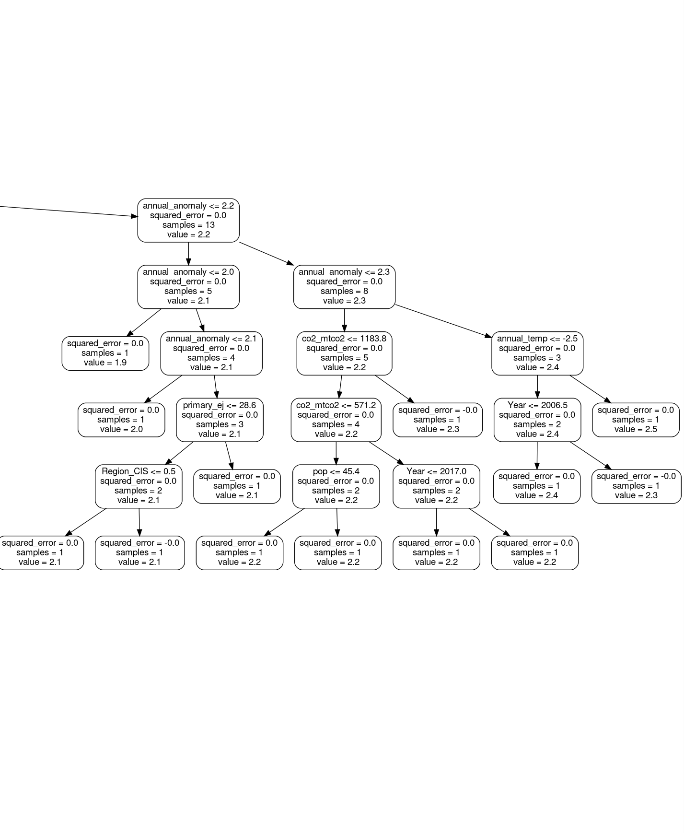 annual_anomaly <= 2.2
squared_error = 0.0
samples = 13
value = 2.2
annual_anomaly <= 2.0
squared_error = 0.0
samples = 5
value = 2.1
annual_anomaly <= 2.3
squared_error = 0.0
samples = 8
value = 2.3
squared_error = 0.0
samples = 1
value = 1.9
annual_anomaly <= 2.1
squared_error = 0.0
samples = 4
value = 2.1
co2_mtco2 <= 1183.8
squared_error = 0.0
samples = 5
value = 2.2
annual_temp <= -2.5
squared_error = 0.0
samples = 3
value = 2.4
squared_error = 0.0
samples = 1
value = 2.0
primary_ej <= 28.6
squared_error = 0.0
samples = 3
value = 2.1
co2_mtco2 <= 571.2
squared_error = 0.0
samples = 4
value = 2.2
squared_error = -0.0
samples = 1
value = 2.3
Year <= 2006.5
squared_error = 0.0
samples = 2
value = 2.4
squared_error = 0.0
samples = 1
value = 2.5
Region_CIS <= 0.5
squared_error = 0.0
samples = 2
value = 2.1
squared_error = 0.0
samples = 1
value = 2.1
pop <= 45.4
squared_error = 0.0
samples = 2
value = 2.2
Year <= 2017.0
squared_error = 0.0
samples = 2
value = 2.2
squared_error = 0.0
samples = 1
value = 2.4
squared_error = -0.0
samples = 1
value = 2.3
squared_error = 0.0
samples = 1
value = 2.1
squared_error = -0.0
samples = 1
value = 2.1
squared_error = 0.0
samples = 1
value = 2.2
squared_error = 0.0
samples = 1
value = 2.2
squared_error = 0.0
samples = 1
value = 2.2
squared_error = 0.0
samples = 1
value = 2.2